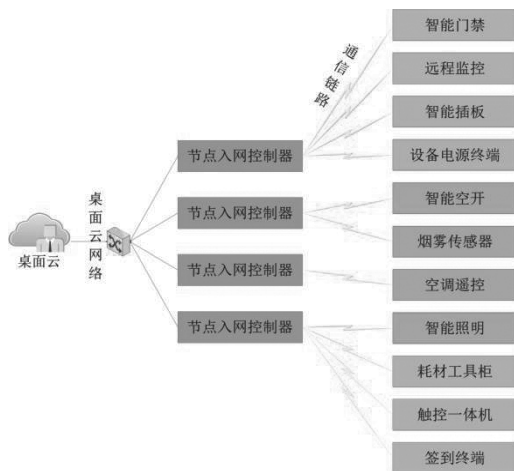 桌面云
桌面云网络
节点入网控制器
节点入网控制器
节点入网控制器
节点入网控制器
通信链路
智能门禁
远程监控
智能插板
设备电源终端
智能空开
烟雾传感器
空调遥控
智能照明
耗材工具柜
触控一体机
签到终端